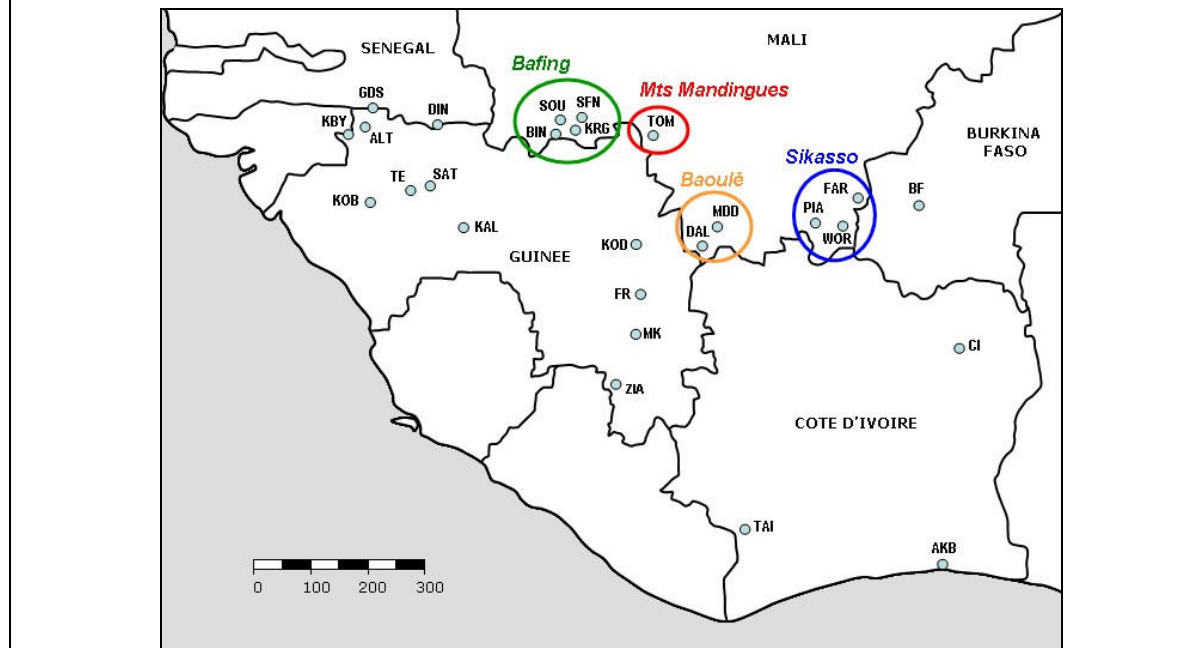 MALI
SENEGAL
Bafing
Mts Mandingues
GDS
SOU
SFN
DIN
KBY
ALT
BIN
KRG
TOM
BURKINA
FASO
Sikasso
TE
SAT
Baoulé
FAR
BF
KOB
PIA
MDD
KAL
DAL
WOR
KOD
GUINEE
FR
MK
CI
ZIA
COTE D'IVOIRE
TAI
AKB
0 100 200 300